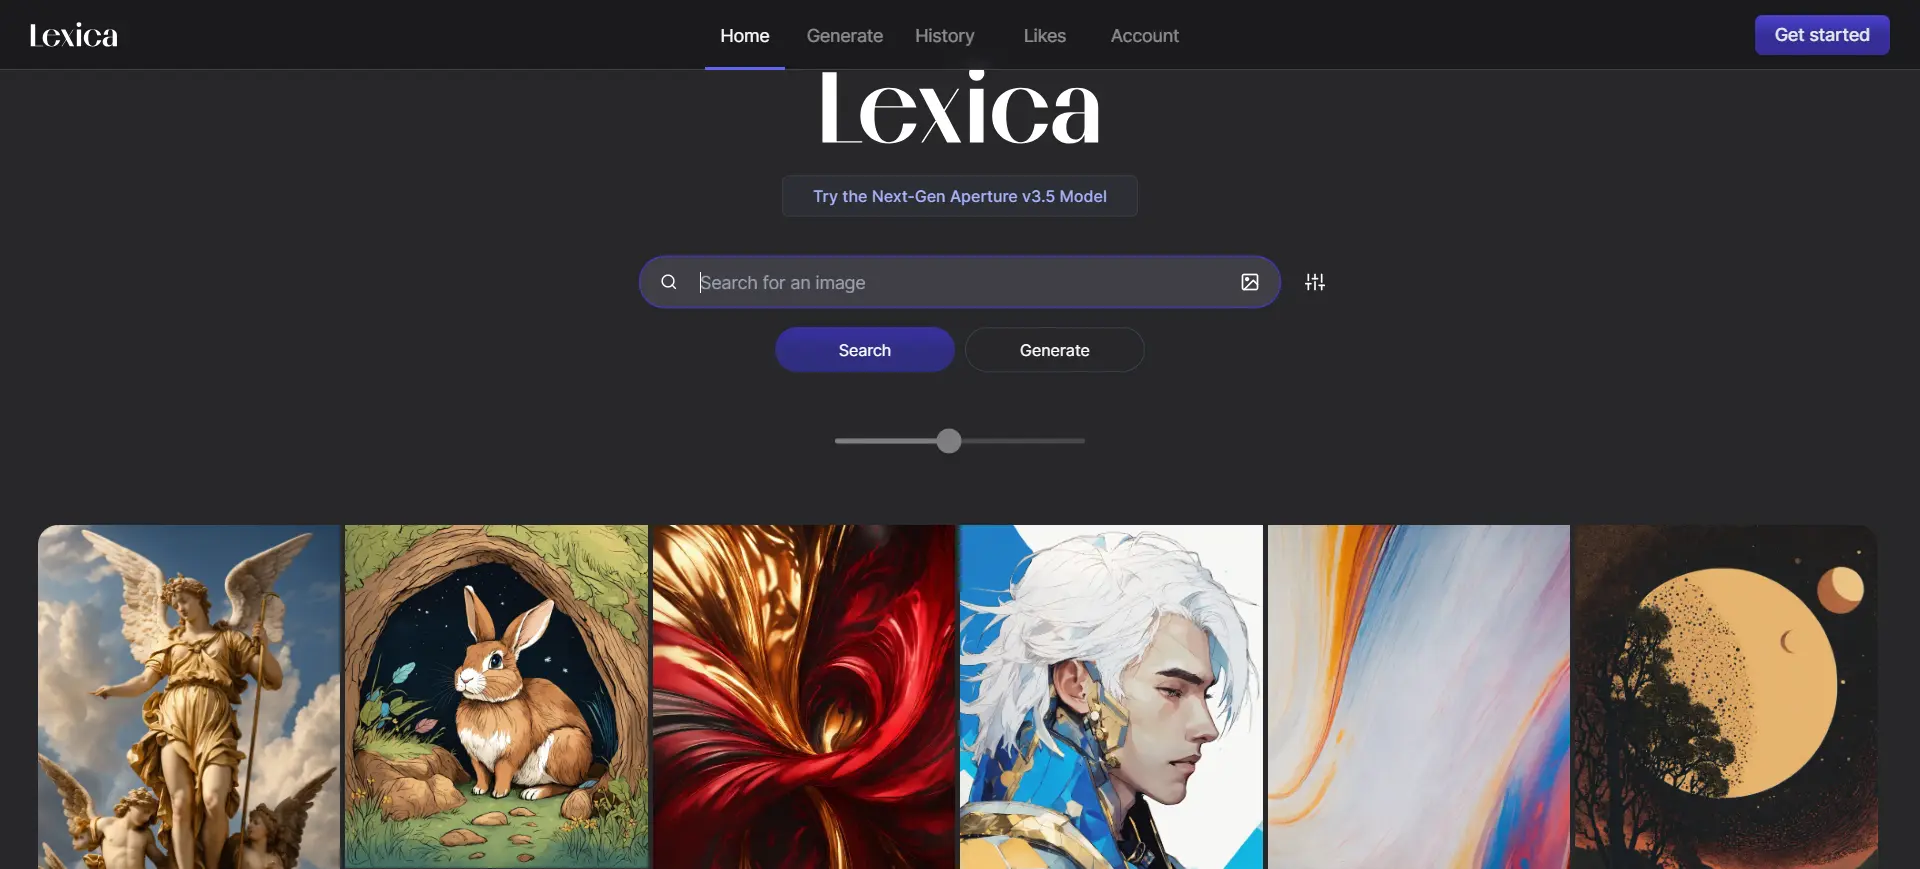 Lexica
Home Generate History Likes Account
Get started
Lexica
Try the Next-Gen Aperture v3.5 Model
Search for an image
Search Generate